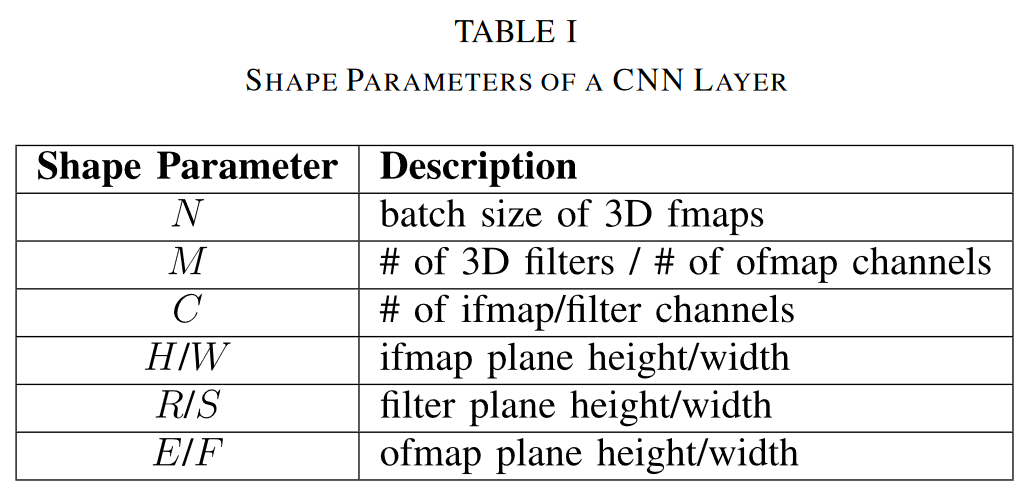 TABLE I
SHAPE PARAMETERS OF A CNN LAYER
Shape Parameter Description
N batch size of 3D fmaps
M # of 3D filters / # of ofmap channels
C # of ifmap/filter channels
H/W ifmap plane height/width
R/S filter plane height/width
E/F ofmap plane height/width